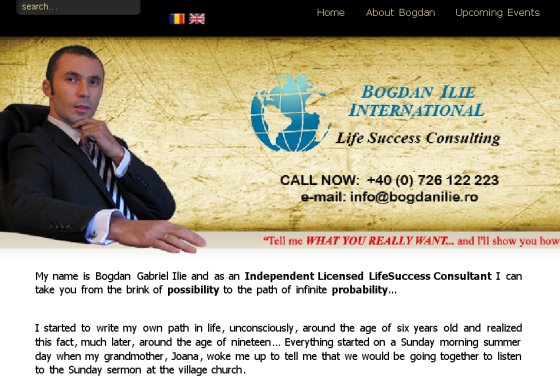 search...
Home About Bogdan Upcoming Events
BOGDAN ILIE
INTERNATIONAL
Life Success Consulting
CALL NOW: +40 (0) 726 122 223
e-mail: info@bogdanilie.ro
"Tell me WHAT YOU REALLY WANT... and I'll show you how
My name is Bogdan Gabriel Ilie and as an Independent Licensed LifeSuccess Consultant I can
take you from the brink of possibility to the path of infinite probability...
I started to write my own path in life, unconsciously, around the age of six years old and realized
this fact, much later, around the age of nineteen... Everything started on a Sunday morning summer
day when my grandmother, Joana, woke me up to tell me that we would be going together to listen
to the Sunday sermon at the village church.